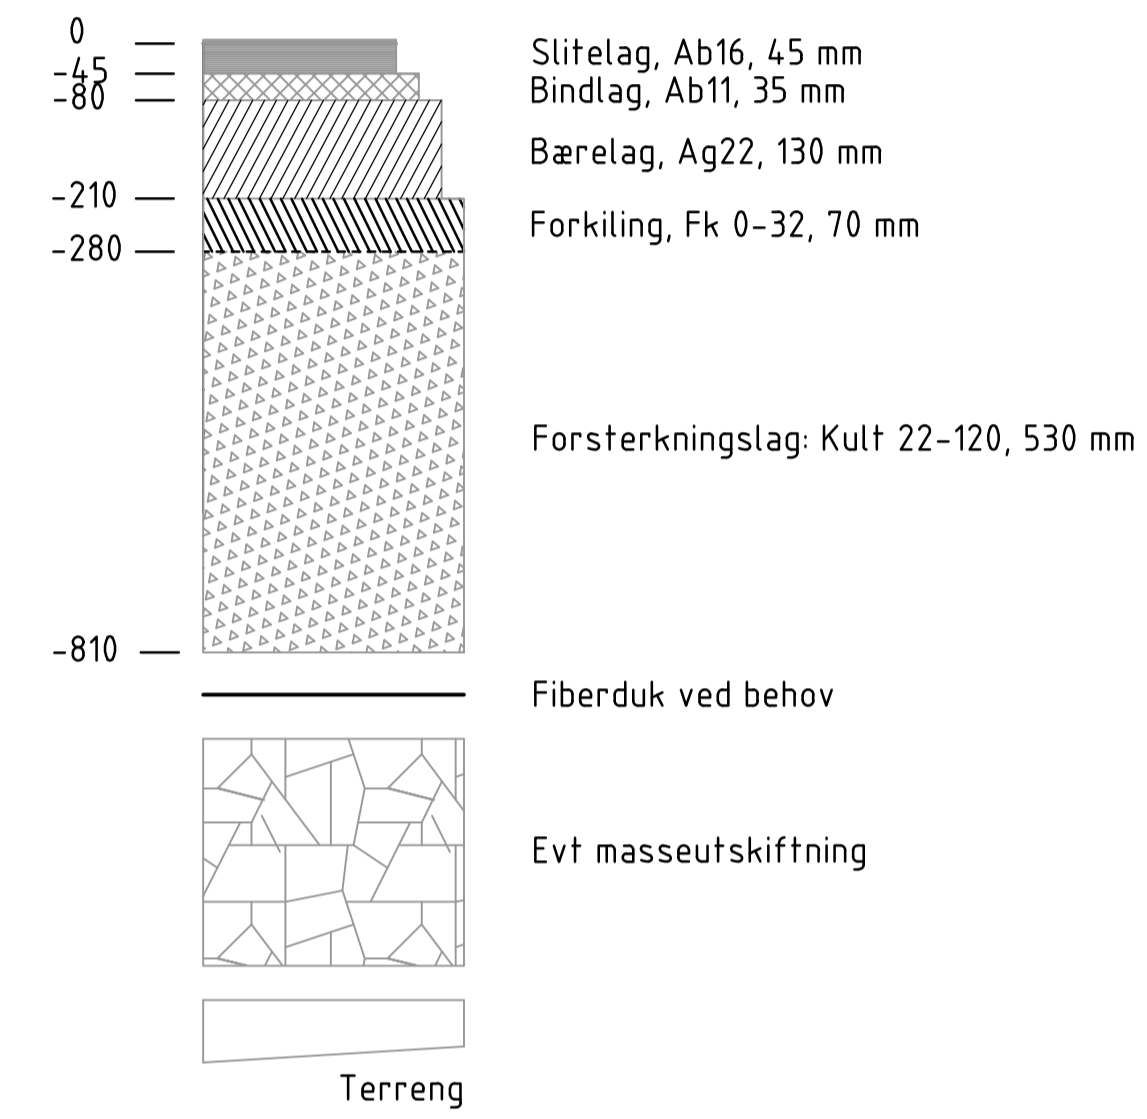 0
Slitelag, Ab16, 45 mm
-45
Bindlag, Ab11, 35 mm
-80
Bærelag, Ag22, 130 mm
-210
Forkiling, Fk 0-32, 70 mm
-280
Forsterkningslag: Kult 22-120, 530 mm
-810
Fiberduk ved behov
Evt masseutskiftning
Terreng